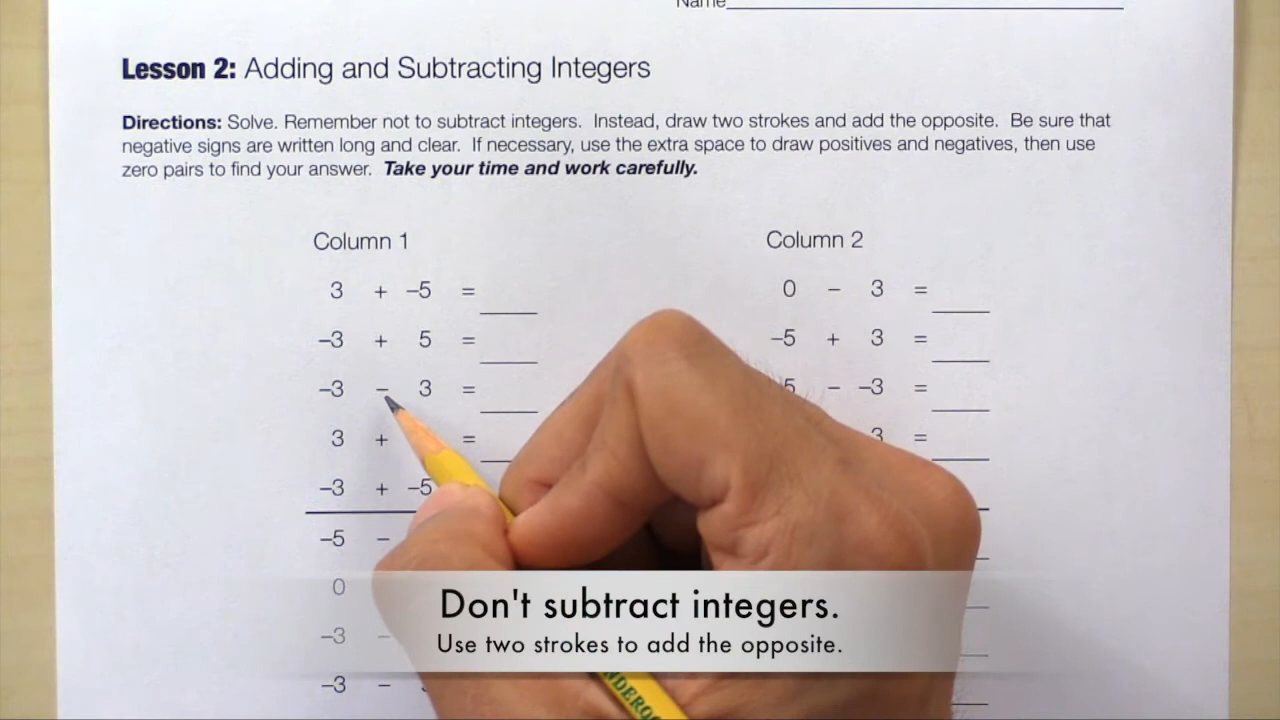 Name
Lesson 2: Adding and Subtracting Integers
Directions: Solve. Remember not to subtract integers. Instead, draw two strokes and add the opposite. Be sure that
negative signs are written long and clear. If necessary, use the extra space to draw positives and negatives, then use
zero pairs to find your answer. Take your time and work carefully.
Column 1
3 + –5 =
–3 + 5 =
–3 – 3 =
3 + =
–3 + –5
–5 –
0
–3 –
–3 –
Column 2
0 – 3 =
–5 + 3 =
5 – –3 =
3 =
Don't subtract integers.
Use two strokes to add the opposite.